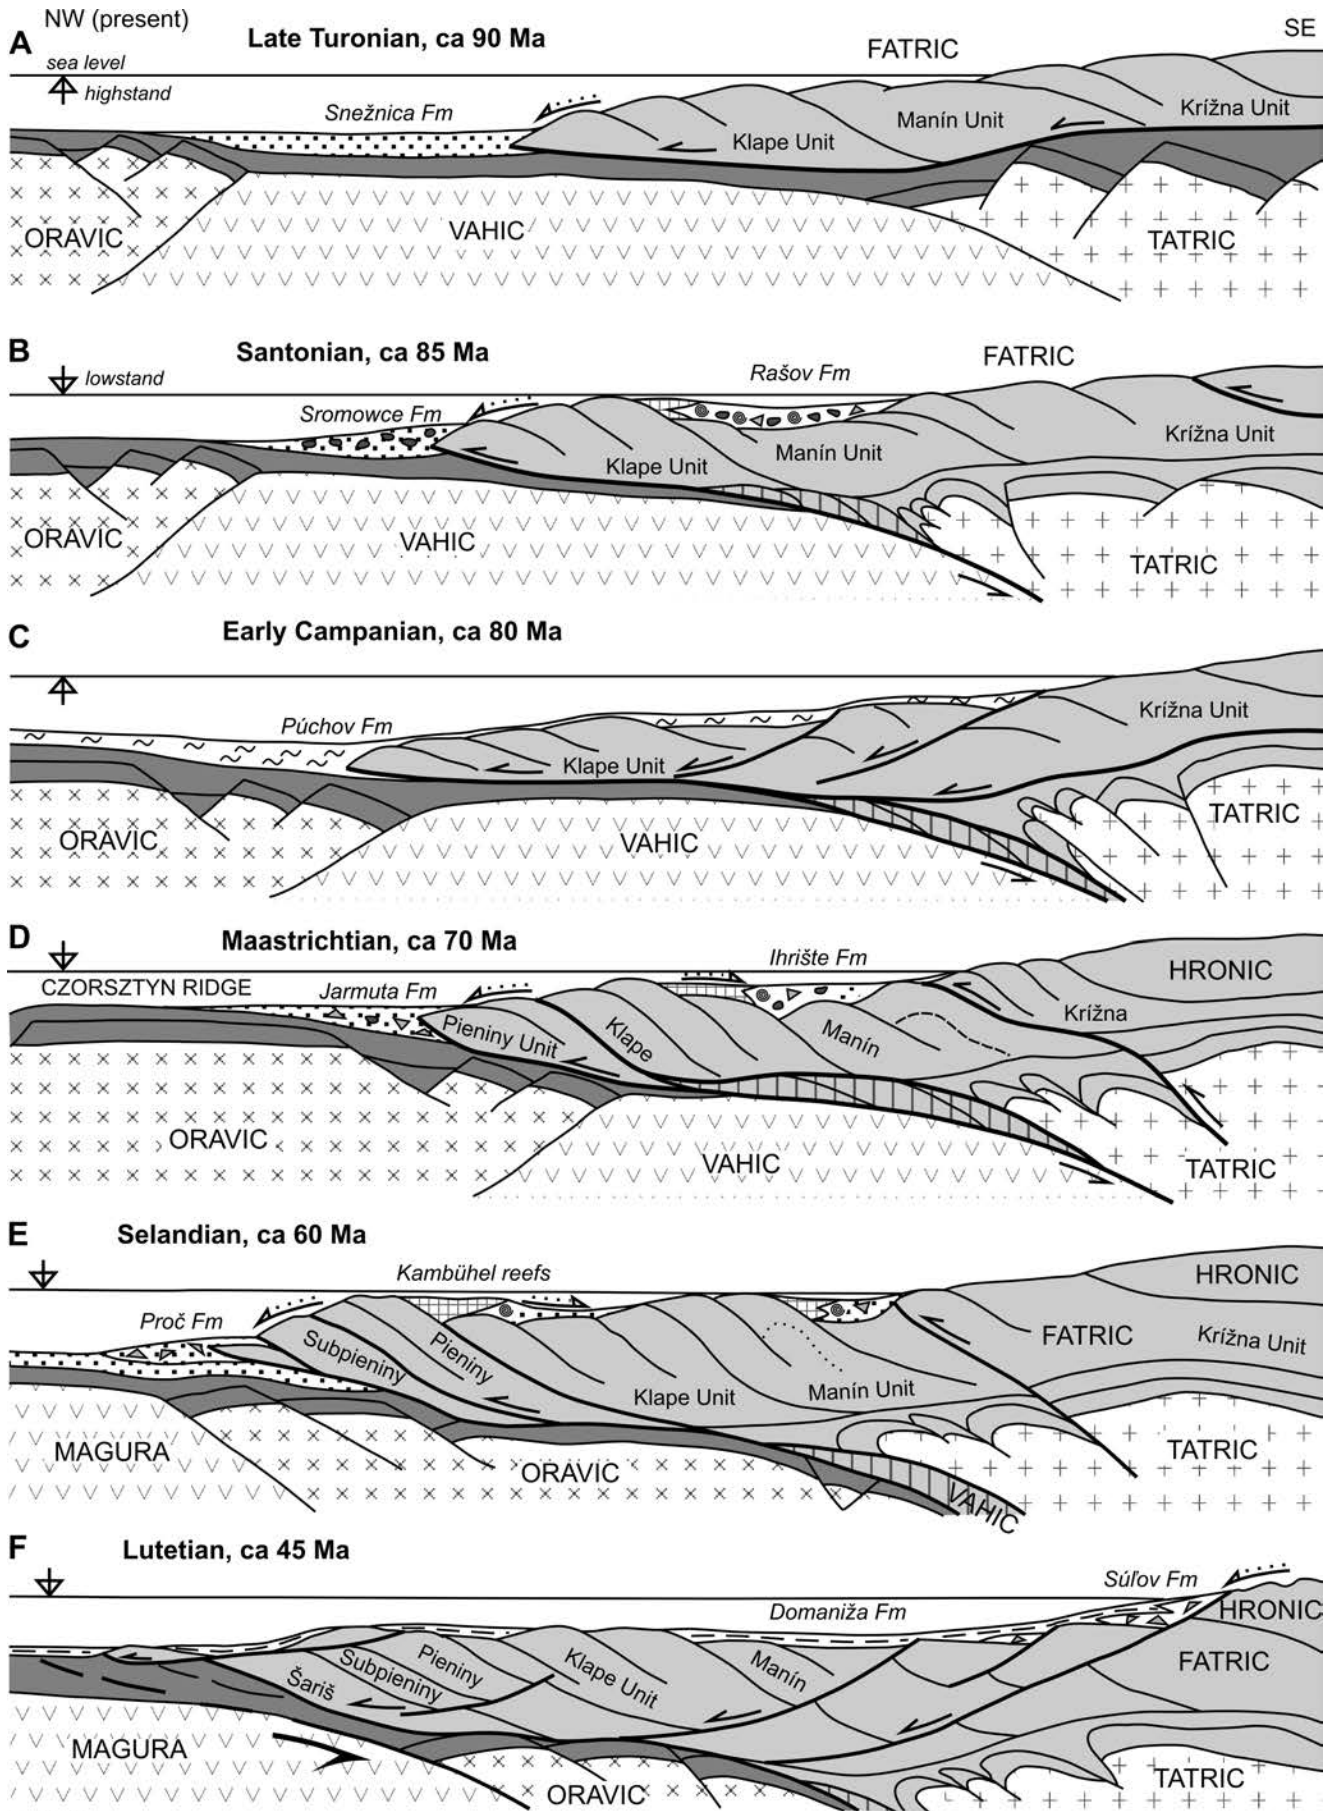 NW (present)
SE
A
Late Turonian, ca 90 Ma
FATRIC
sea level
highstand
Snežnica Fm
Klape Unit
Manín Unit
Krížna Unit
ORAVIC
VAHIC
TATRIC
B
Santonian, ca 85 Ma
FATRIC
lowstand
Rašov Fm
Sromowce Fm
Klape Unit
Manín Unit
Krížna Unit
ORAVIC
VAHIC
TATRIC
C
Early Campanian, ca 80 Ma
Púchov Fm
Klape Unit
Krížna Unit
ORAVIC
VAHIC
TATRIC
D
Maastrichtian, ca 70 Ma
Ihrište Fm
HRONIC
CZORSZTYN RIDGE
Jarmuta Fm
Pieniny Unit
Klape
Manín
Krížna
ORAVIC
VAHIC
TATRIC
E
Selandian, ca 60 Ma
Kambühel reefs
HRONIC
Proč Fm
Subpieniny
Pieniny
Klape Unit
Manín Unit
FATRIC
Krížna Unit
MAGURA
ORAVIC
VAHIC
TATRIC
F
Lutetian, ca 45 Ma
Súľov Fm
Domaniža Fm
HRONIC
Šariš
Subpieniny
Pieniny
Klape Unit
Manín
FATRIC
MAGURA
ORAVIC
TATRIC